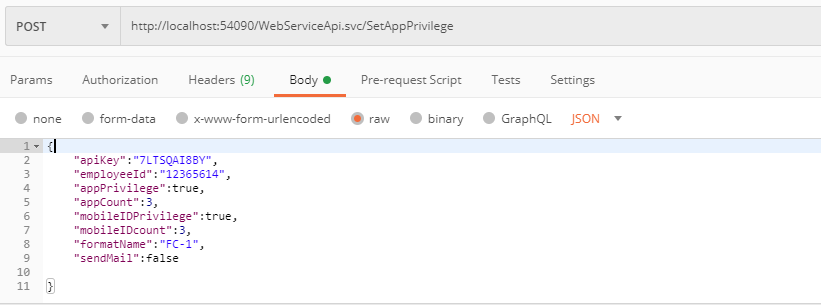 POST http://localhost:54090/WebServiceApi.svc/SetAppPrivilege
Params Authorization Headers (9) Body Pre-request Script Tests Settings
none form-data x-www-form-urlencoded raw binary GraphQL JSON
1 {
2 "apiKey":"7LTSQAI8BY",
3 "employeeId":"12365614",
4 "appPrivilege":true,
5 "appCount":3,
6 "mobileIDPrivilege":true,
7 "mobileIDcount":3,
8 "formatName":"FC-1",
9 "sendMail":false
10
11 }